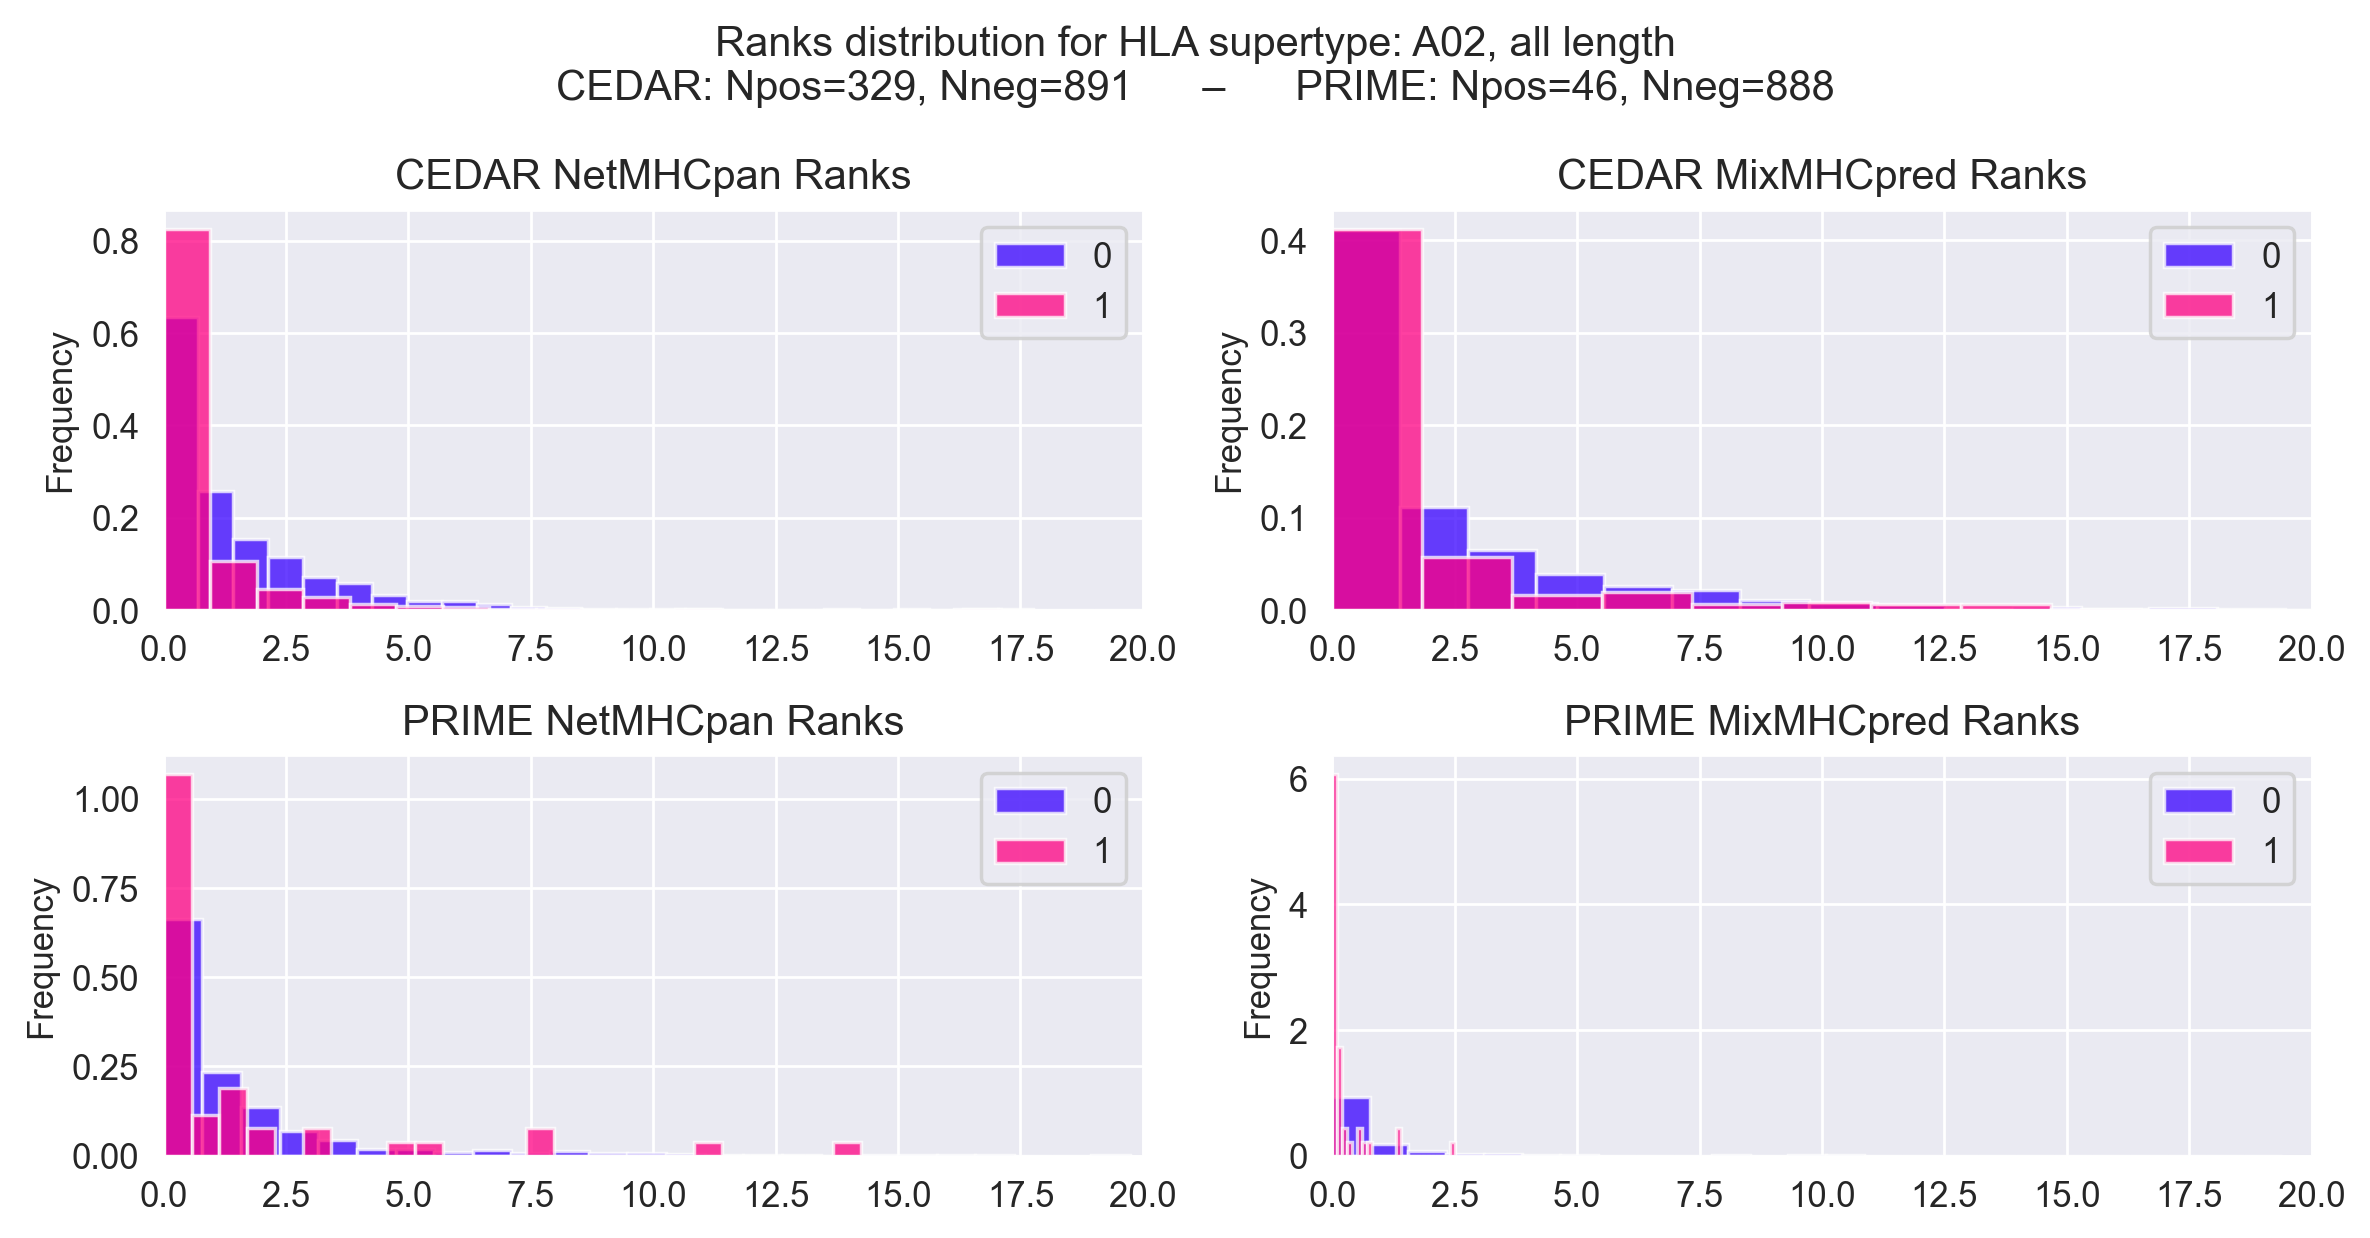 Ranks distribution for HLA supertype: A02, all length
CEDAR: Npos=329, Nneg=891 – PRIME: Npos=46, Nneg=888
CEDAR NetMHCpan Ranks
Frequency
0.8
0.6
0.4
0.2
0.0
0.0 2.5 5.0 7.5 10.0 12.5 15.0 17.5 20.0
0
1
CEDAR MixMHCpred Ranks
Frequency
0.4
0.3
0.2
0.1
0.0
0.0 2.5 5.0 7.5 10.0 12.5 15.0 17.5 20.0
0
1
PRIME NetMHCpan Ranks
Frequency
1.00
0.75
0.50
0.25
0.00
0.0 2.5 5.0 7.5 10.0 12.5 15.0 17.5 20.0
0
1
PRIME MixMHCpred Ranks
Frequency
6
4
2
0
0.0 2.5 5.0 7.5 10.0 12.5 15.0 17.5 20.0
0
1